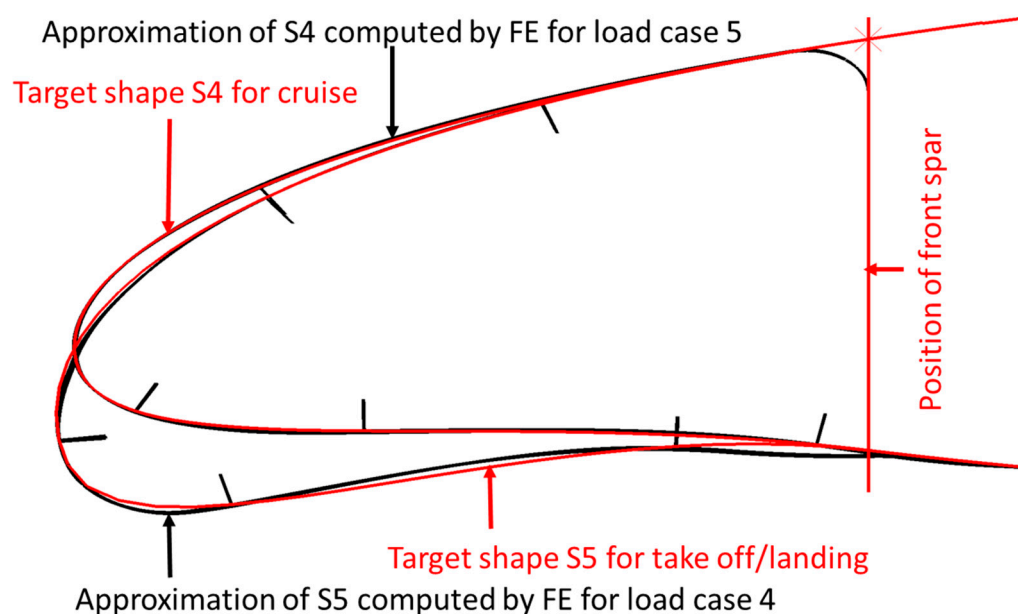 Approximation of S4 computed by FE for load case 5
Target shape S4 for cruise
Position of front spar
Target shape S5 for take off/landing
Approximation of S5 computed by FE for load case 4